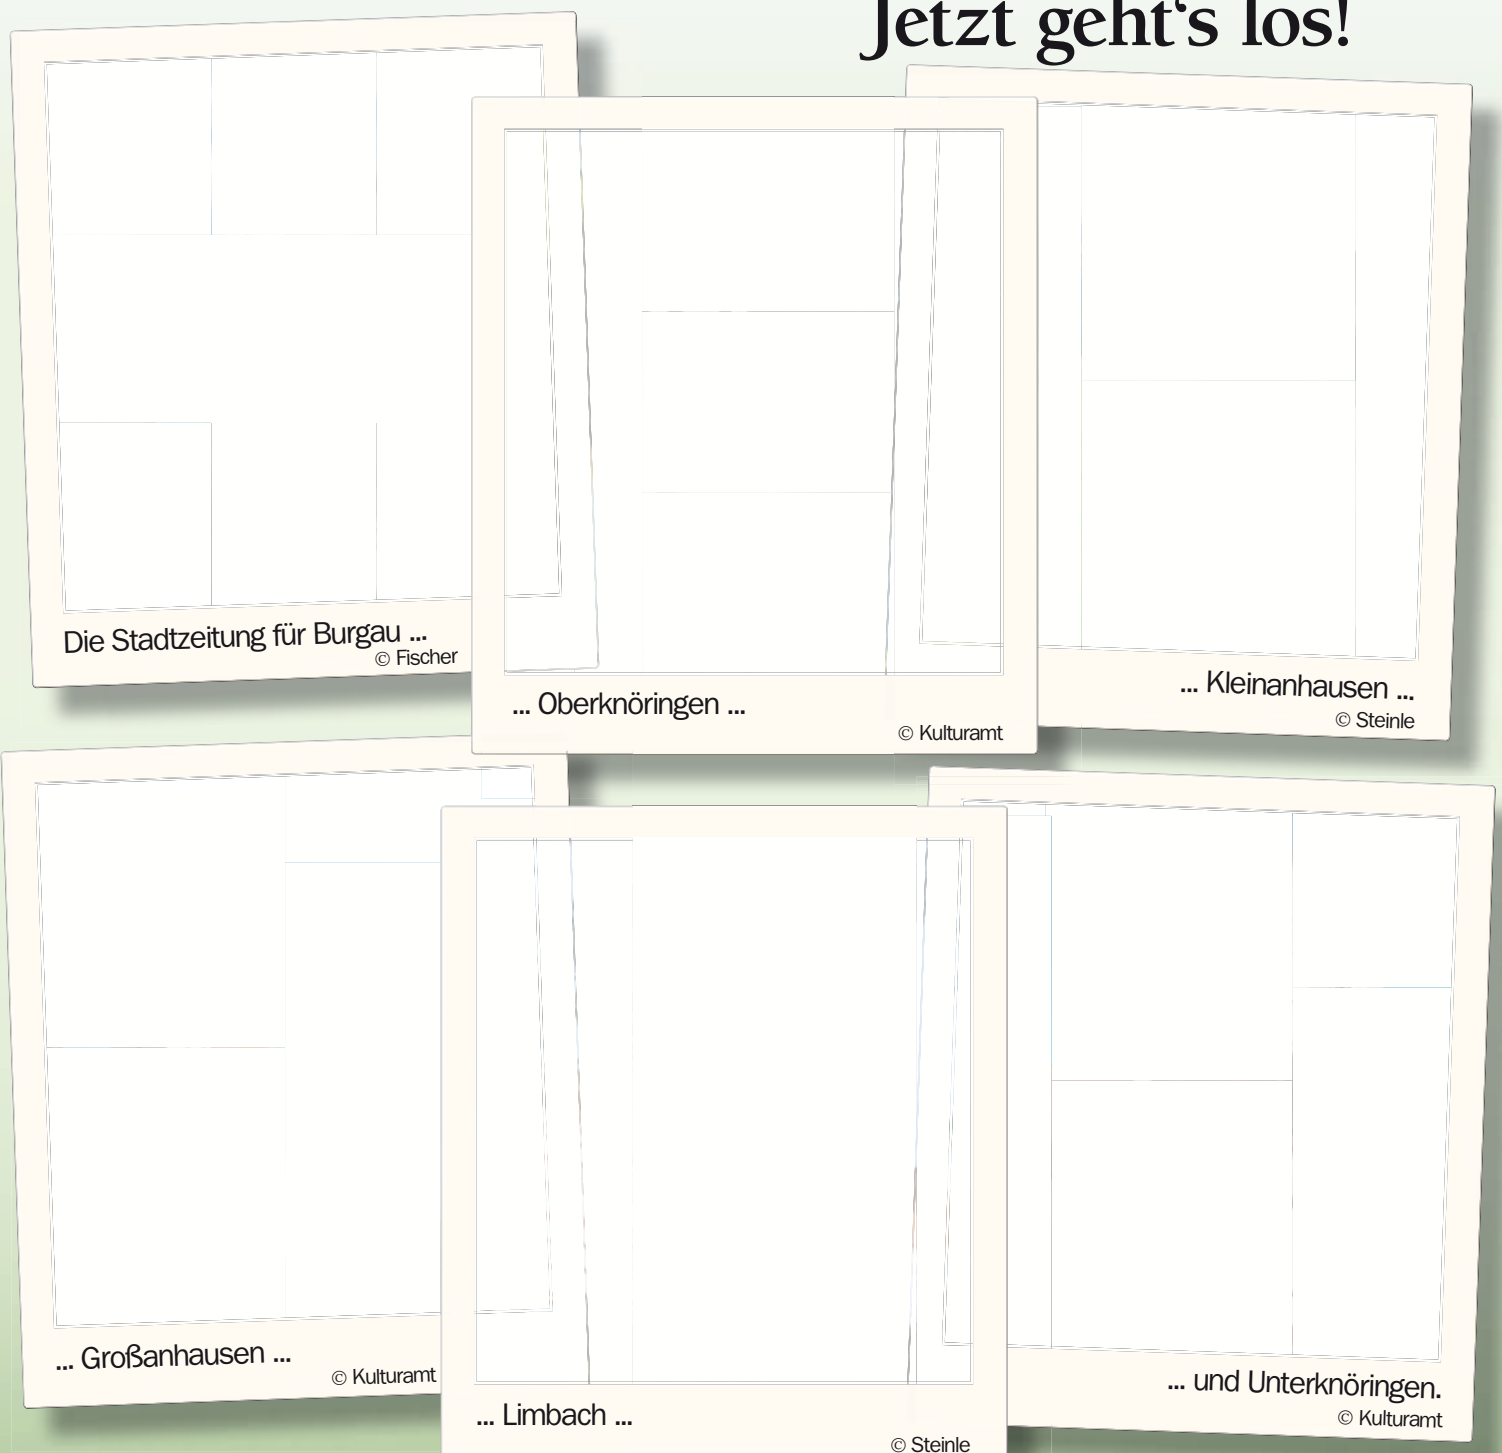 Jetzt geht‘s los!
Die Stadtzeitung für Burgau ...
© Fischer
... Oberknöringen ...
© Kulturamt
... Kleinanhausen ...
© Steinle
... Großanhausen ...
© Kulturamt
... Limbach ...
© Steinle
... und Unterknöringen.
© Kulturamt